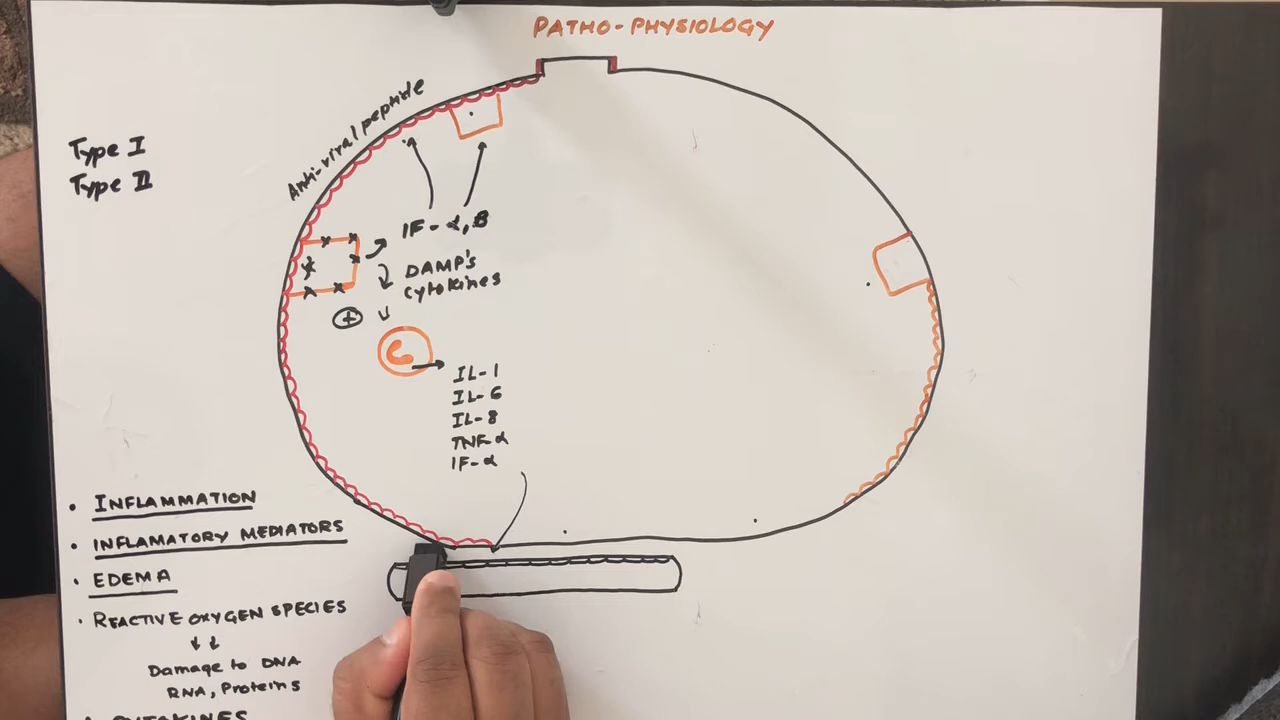 PATHO-PHYSIOLOGY
Type I
Type II
Anti-viral peptide
IF-α, B
DAMP's
Cytokines
+
IL-1
IL-6
IL-8
TNF-α
IF-α
• INFLAMMATION
• INFLAMATORY MEDIATORS
• EDEMA
• REACTIVE OXYGEN SPECIES
↓ ↓
Damage to DNA
RNA, Proteins
CYTOKINES